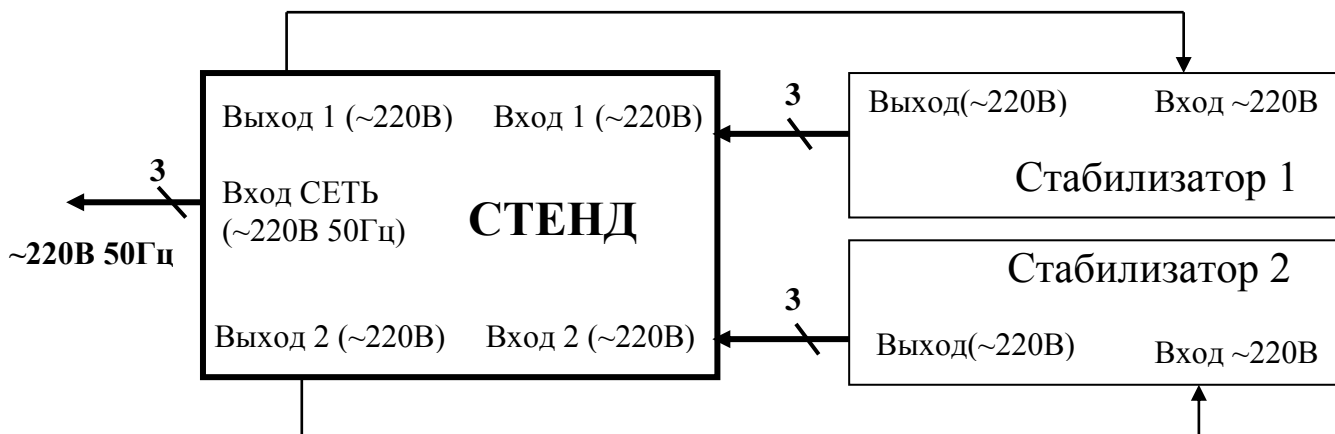 3
Выход(~220В) Вход ~220В
Выход 1 (~220В) Вход 1 (~220В)
3
Вход СЕТЬ
(~220В 50Гц)
СТЕНД
Стабилизатор 1
~220В 50Гц
Стабилизатор 2
3
Выход 2 (~220В) Вход 2 (~220В)
Выход(~220В) Вход ~220В